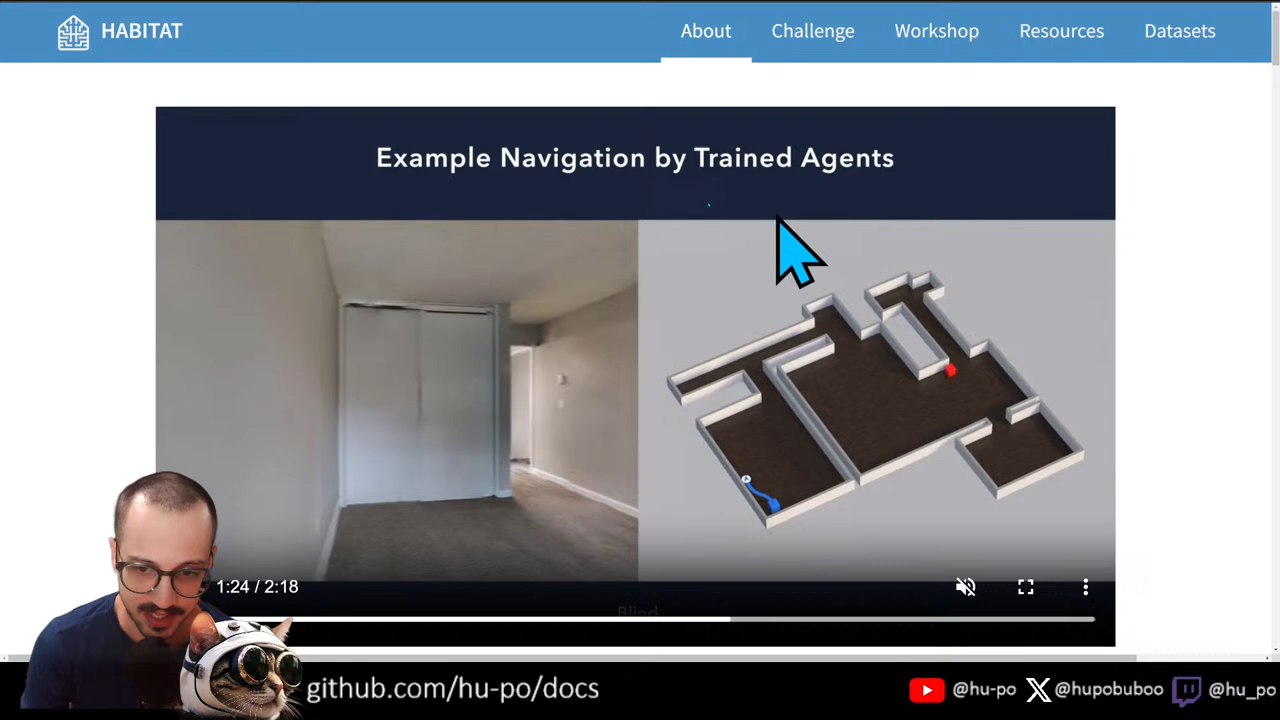 HABITAT
About
Challenge
Workshop
Resources
Datasets
Example Navigation by Trained Agents
1:24 / 2:18
Blind
github.com/hu-po/docs
@hu-po
@hupobuboo
@hu_po